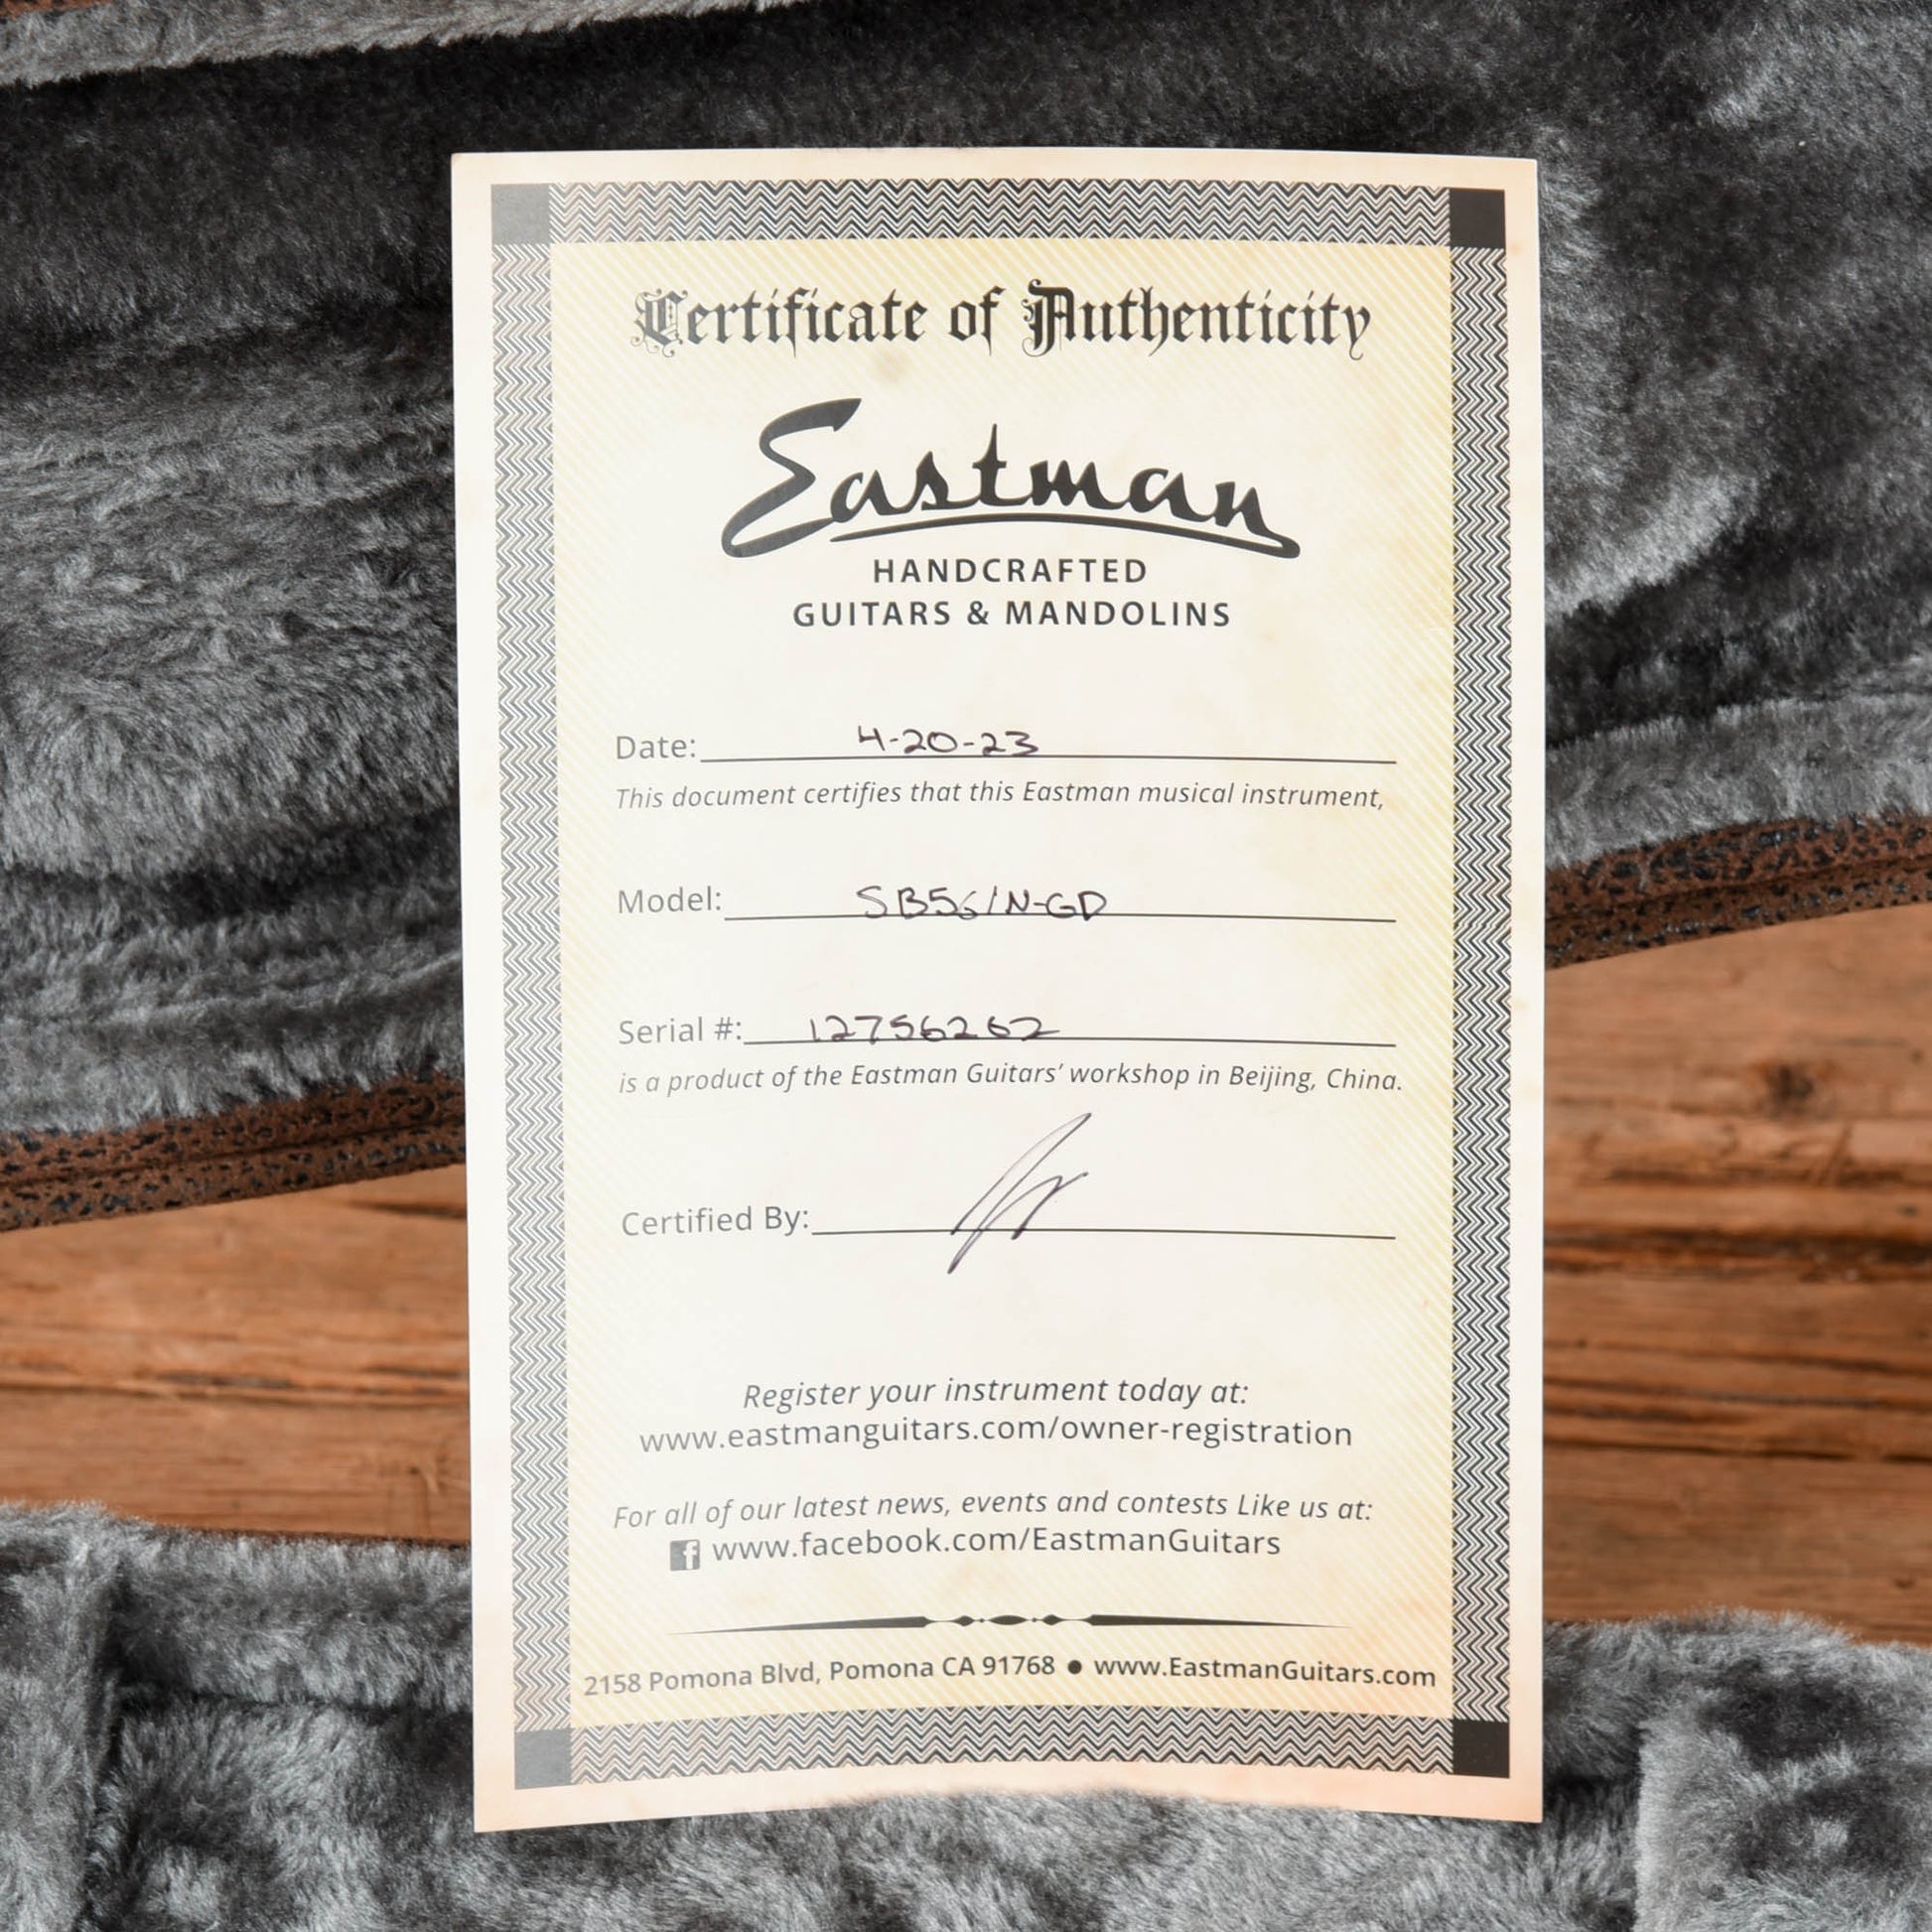 Certificate of Authenticity
Eastman
HANDCRAFTED
GUITARS & MANDOLINS
Date: 4-20-23
This document certifies that this Eastman musical instrument,
Model: SB56/N-GD
Serial #: 12756262
is a product of the Eastman Guitars' workshop in Beijing, China.
Certified By:
Register your instrument today at:
www.eastmanguitars.com/owner-registration
For all of our latest news, events and contests Like us at:
f www.facebook.com/EastmanGuitars
2158 Pomona Blvd, Pomona CA 91768 ● www.EastmanGuitars.com